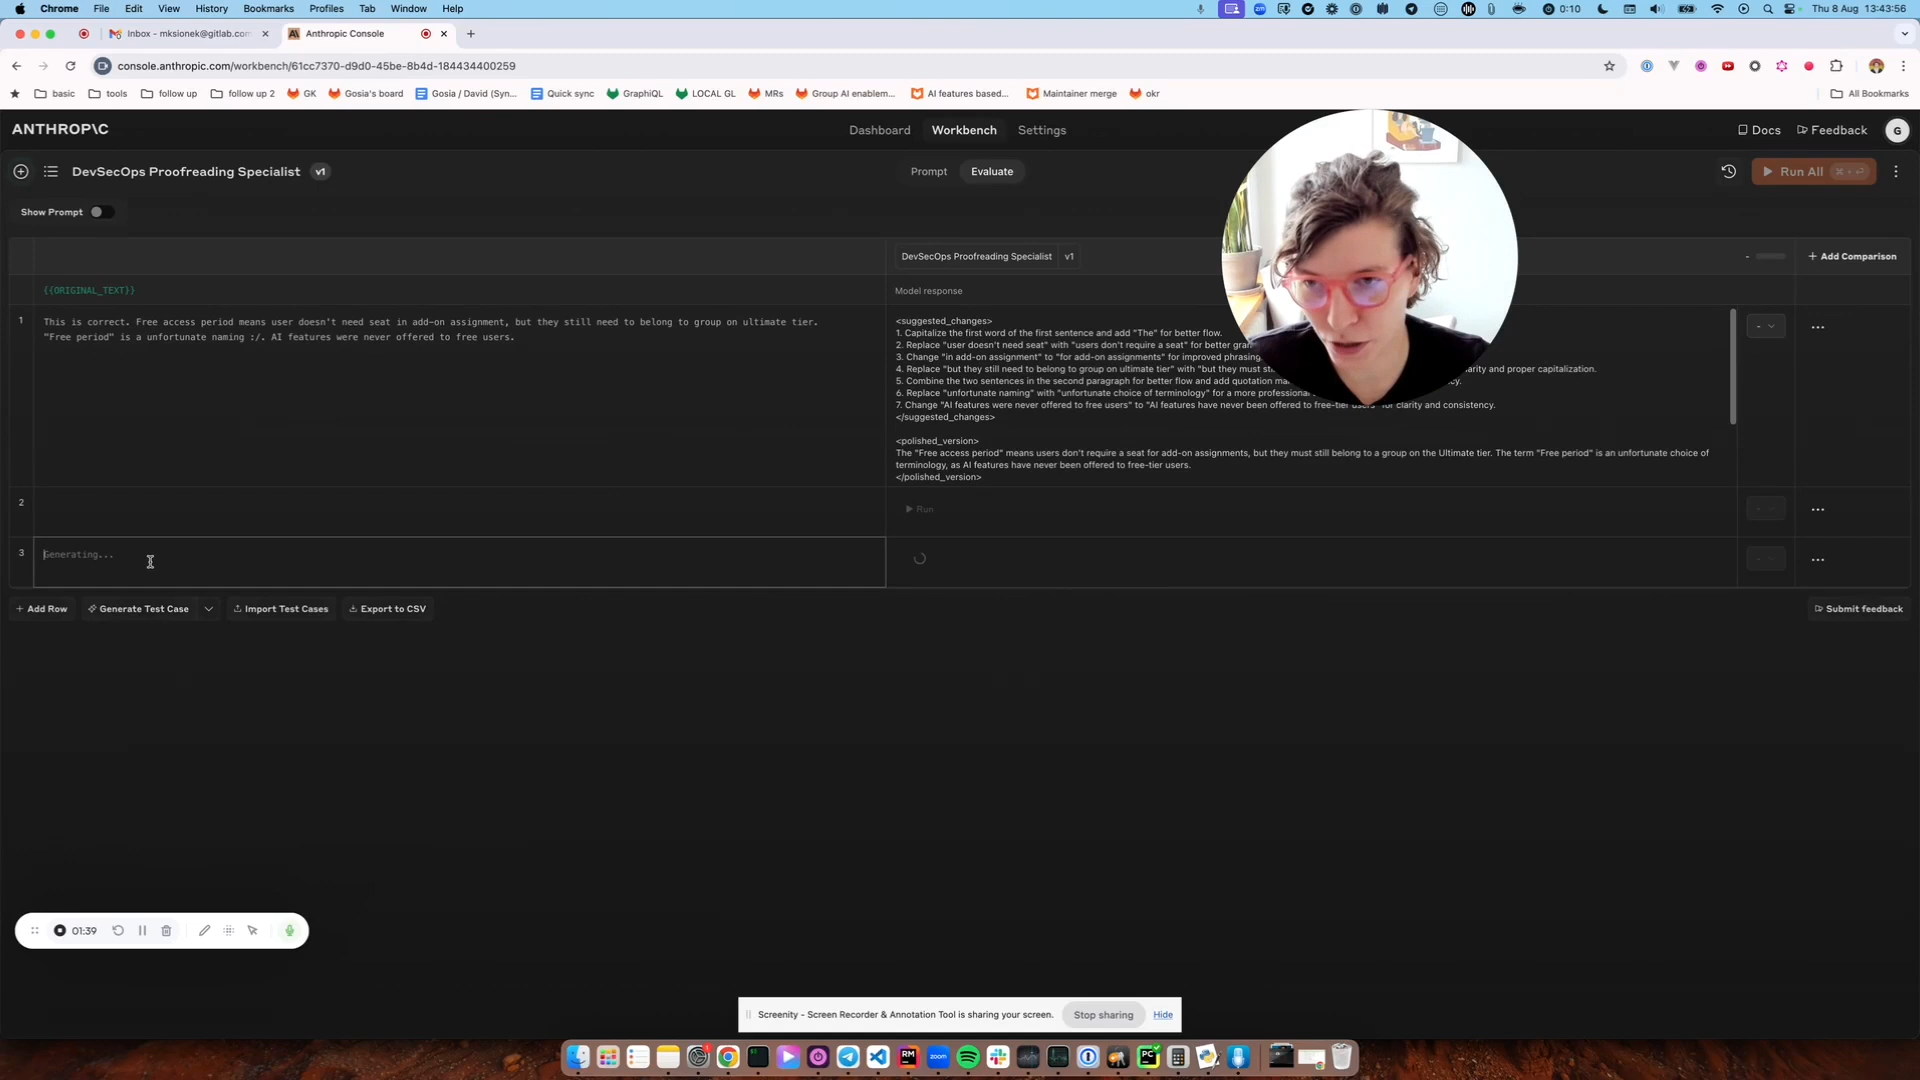 Chrome File Edit View History Bookmarks Profiles Tab Window Help 0:10 Thu 8 Aug 13:43:56
Inbox - mksionek@gitlab.com Anthropic Console
console.anthropic.com/workbench/61cc7370-d9d0-45be-8b4d-184434400259
basic tools follow up follow up 2 GK Gosia's board Gosia / David (Syn... Quick sync GraphiQL LOCAL GL MRs Group AI enablem... AI features based... Maintainer merge okr All Bookmarks
ANTHROP\C Dashboard Workbench Settings Docs Feedback G
DevSecOps Proofreading Specialist v1 Prompt Evaluate Run All
Show Prompt
DevSecOps Proofreading Specialist v1 - + Add Comparison
{{ORIGINAL_TEXT}} Model response
1 This is correct. Free access period means user doesn't need seat in add-on assignment, but they still need to belong to group on ultimate tier.
"Free period" is a unfortunate naming :/. AI features were never offered to free users.
<suggested_changes>
1. Capitalize the first word of the first sentence and add "The" for better flow.
2. Replace "user doesn't need seat" with "users don't require a seat" for better
3. Change "in add-on assignment" to "for add-on assignments" for improved phrasing
4. Replace "but they still need to belong to group on ultimate tier" with "but they must and proper capitalization.
5. Combine the two sentences in the second paragraph for better flow and add quotation
6. Replace "unfortunate naming" with "unfortunate choice of terminology" for a more professional
7. Change "AI features were never offered to free users" to "AI features have never been offered to free-tier users" for clarity and consistency.
</suggested_changes>
<polished_version>
The "Free access period" means users don't require a seat for add-on assignments, but they must still belong to a group on the Ultimate tier. The term "Free period" is an unfortunate choice of
terminology, as AI features have never been offered to free-tier users.
</polished_version>
2 Run
3 Generating...
+ Add Row Generate Test Case Import Test Cases Export to CSV Submit feedback
01:39
Screenity - Screen Recorder & Annotation Tool is sharing your screen. Stop sharing Hide
RM zoom PC